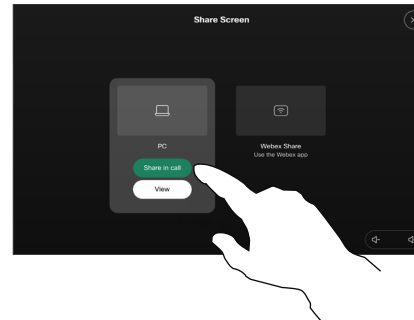 Share Screen
PC
Share in call
View
Webex Share
Use the Webex app